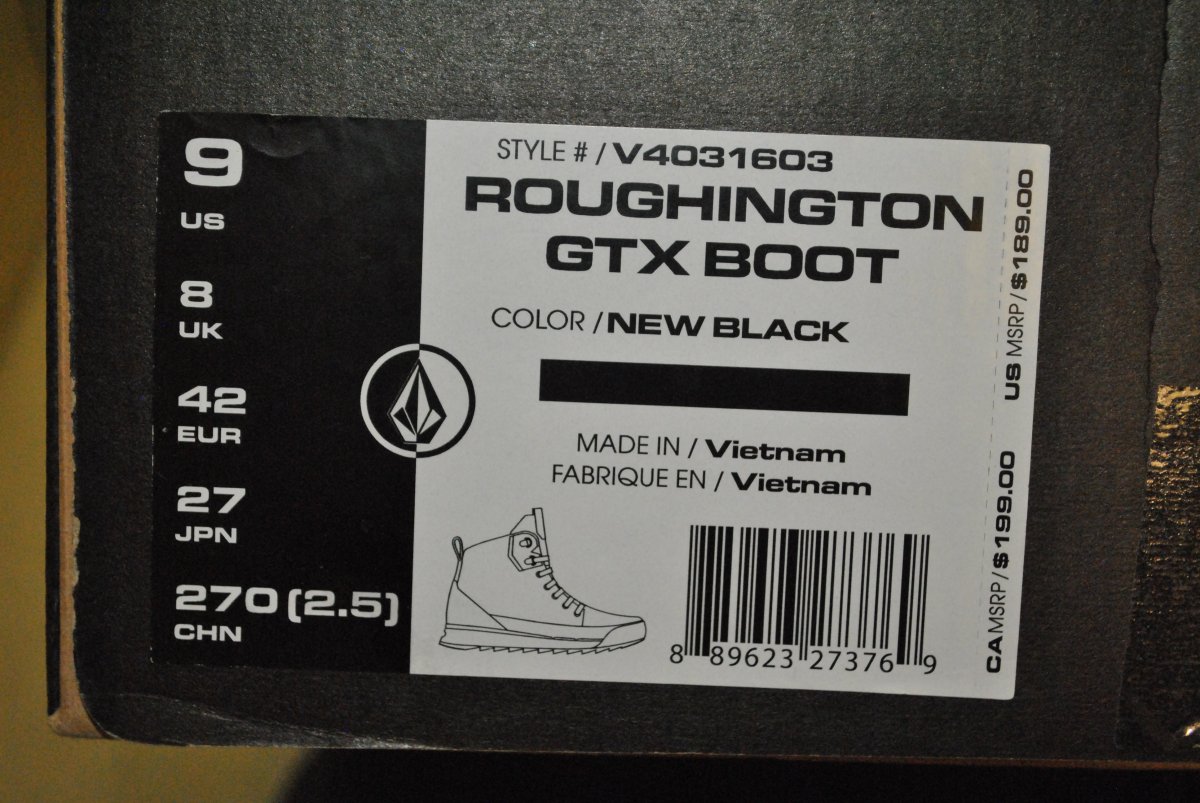 9
US
8
UK
42
EUR
27
JPN
270 (2.5)
CHN
STYLE # / V4031603
ROUGHINGTON
GTX BOOT
COLOR / NEW BLACK
MADE IN / Vietnam
FABRIQUE EN / Vietnam
8 89623 27376 9
US MSRP / $189.00
CA MSRP / $199.00